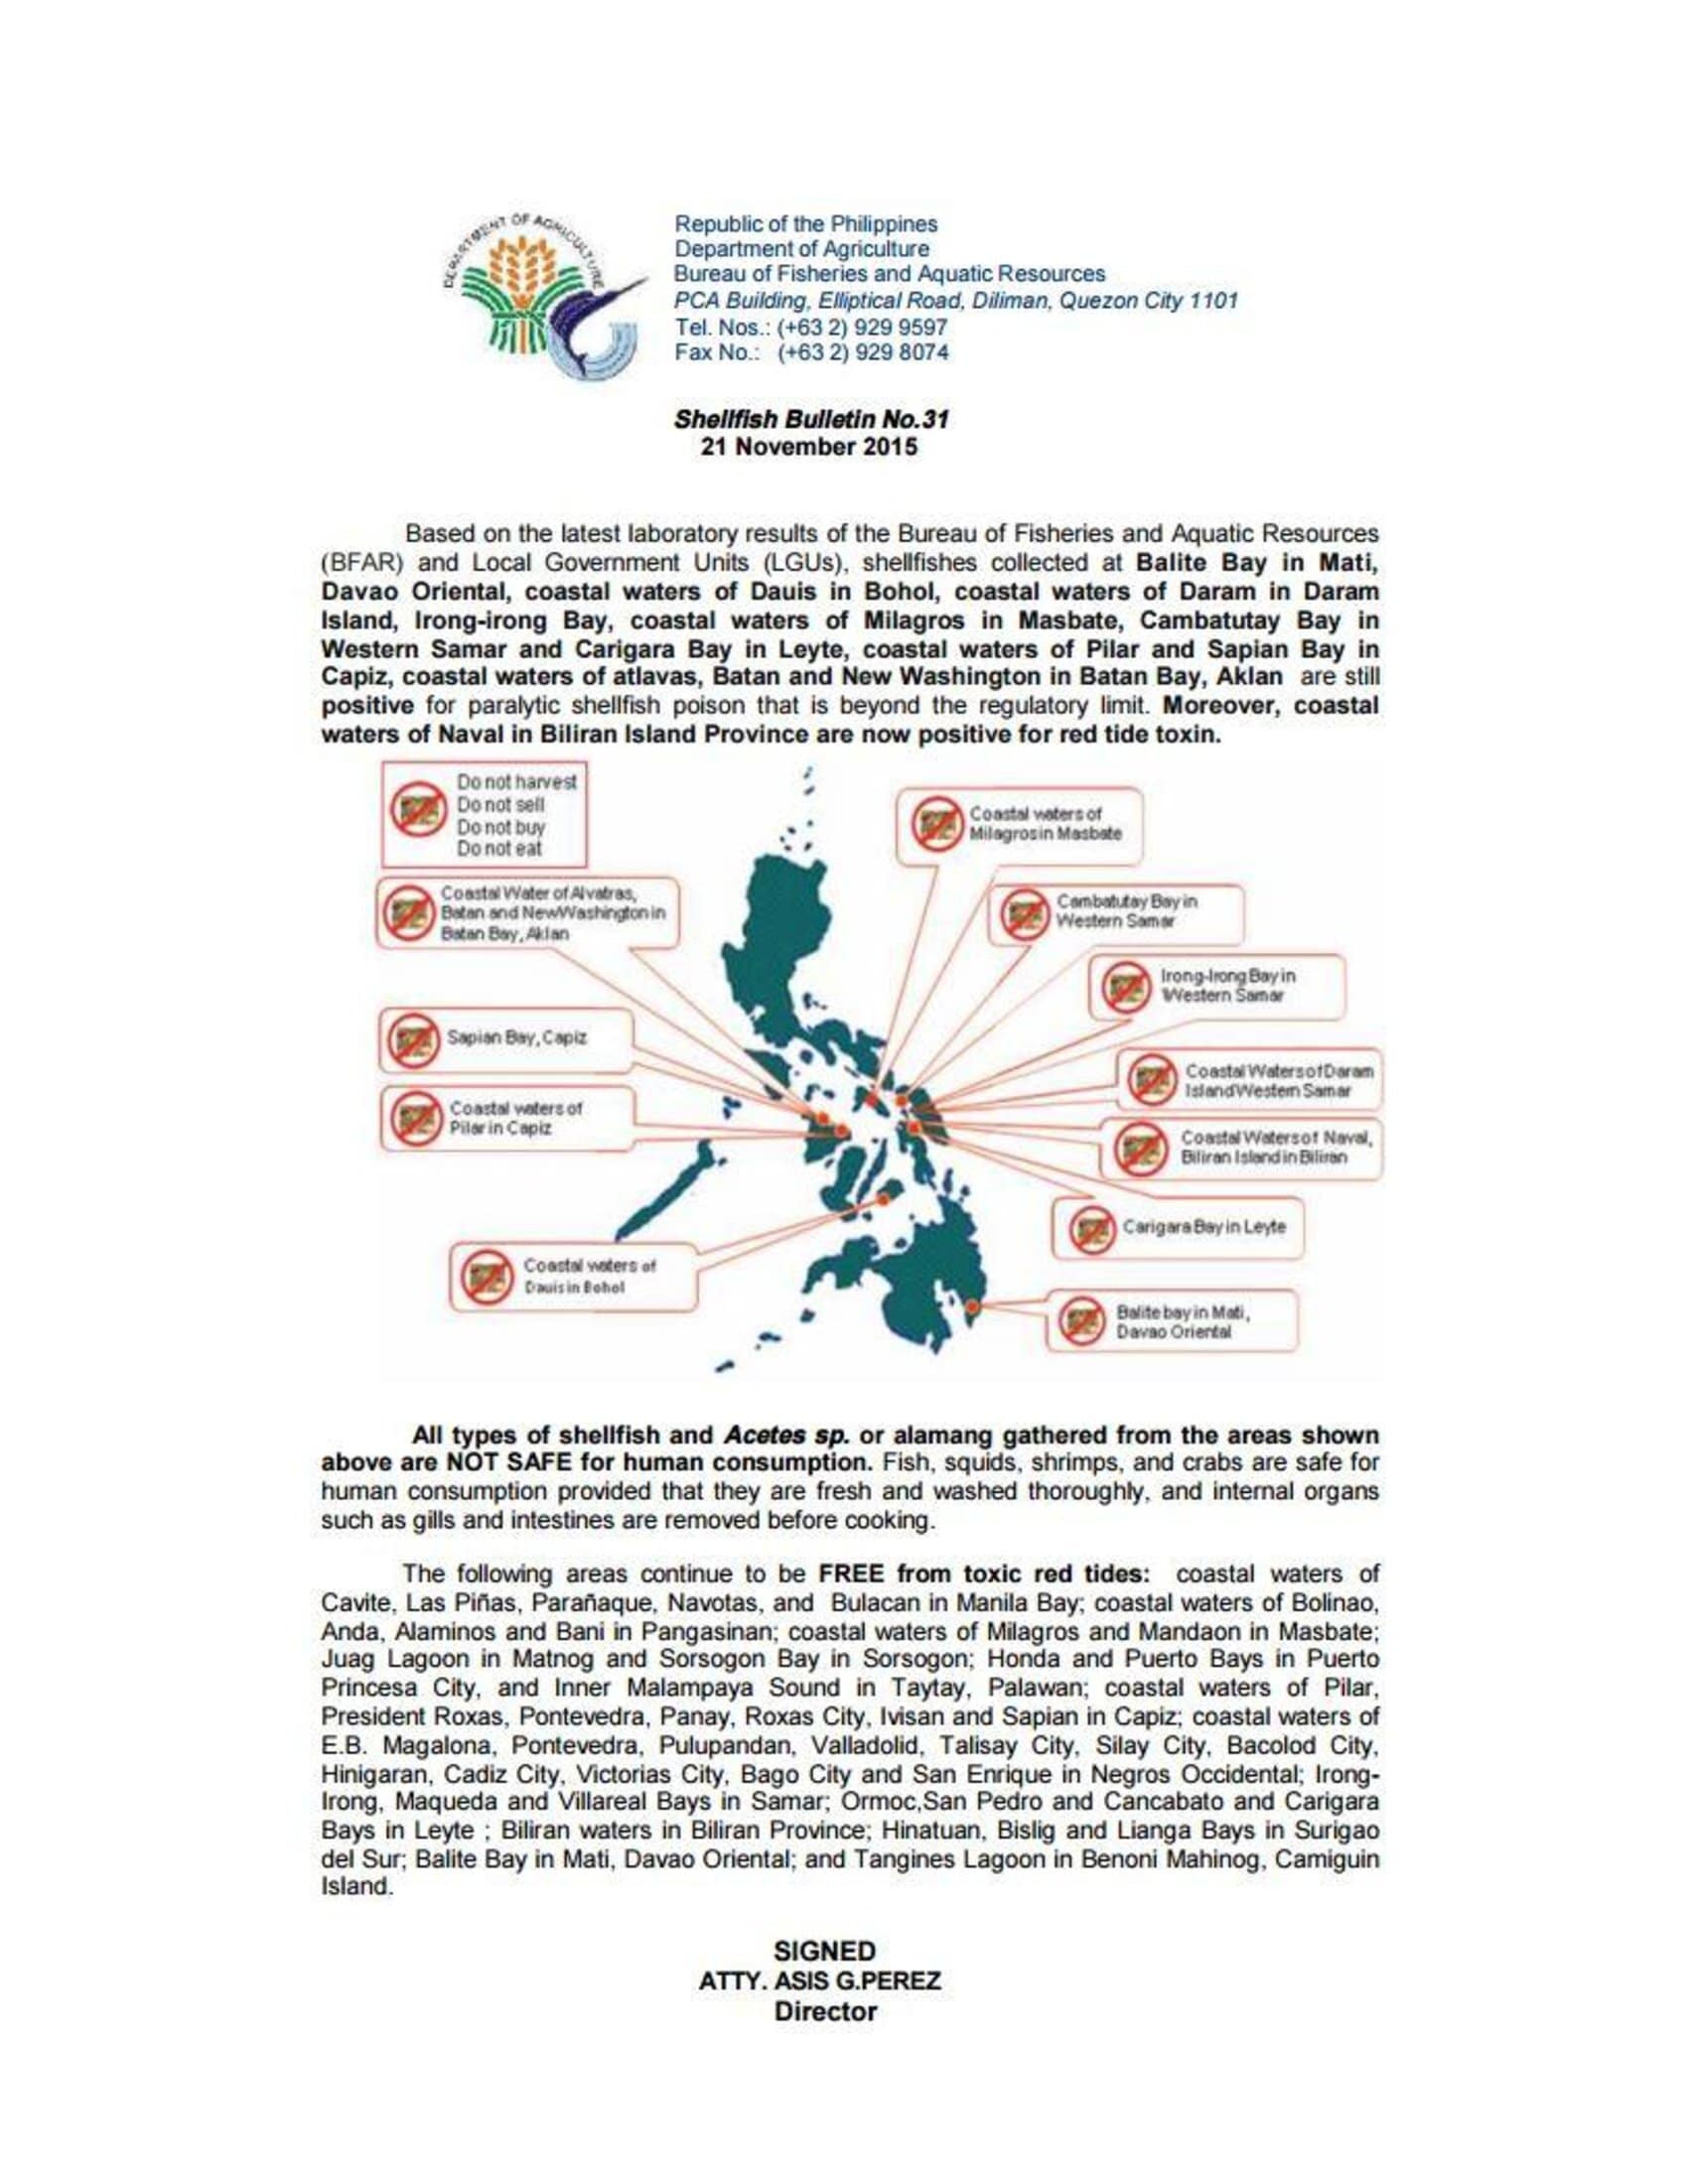 DEPARTMENT OF AGRICULTURE
Republic of the Philippines
Department of Agriculture
Bureau of Fisheries and Aquatic Resources
PCA Building, Elliptical Road, Diliman, Quezon City 1101
Tel. Nos.: (+63 2) 929 9597
Fax No.: (+63 2) 929 8074
Shellfish Bulletin No.31
21 November 2015
Based on the latest laboratory results of the Bureau of Fisheries and Aquatic Resources
(BFAR) and Local Government Units (LGUs), shellfishes collected at Balite Bay in Mati,
Davao Oriental, coastal waters of Dauis in Bohol, coastal waters of Daram in Daram
Island, Irong-irong Bay, coastal waters of Milagros in Masbate, Cambatutay Bay in
Western Samar and Carigara Bay in Leyte, coastal waters of Pilar and Sapian Bay in
Capiz, coastal waters of atlavas, Batan and New Washington in Batan Bay, Aklan are still
positive for paralytic shellfish poison that is beyond the regulatory limit. Moreover, coastal
waters of Naval in Biliran Island Province are now positive for red tide toxin.
Do not harvest
Do not sell
Do not buy
Do not eat
Coastal waters of
Milagros in Masbate
Coastal Water of Alvatras,
Batan and New Washington in
Batan Bay, Aklan
Cambatutay Bay in
Western Samar
Irong-Irong Bay in
Western Samar
Sapian Bay, Capiz
Coastal Waters of Daram
Island Western Samar
Coastal waters of
Pilar in Capiz
Coastal Waters of Naval,
Biliran Island in Biliran
Carigara Bay in Leyte
Coastal waters of
Dauis in Bohol
Balite bay in Mati,
Davao Oriental
All types of shellfish and Acetes sp. or alamang gathered from the areas shown
above are NOT SAFE for human consumption. Fish, squids, shrimps, and crabs are safe for
human consumption provided that they are fresh and washed thoroughly, and internal organs
such as gills and intestines are removed before cooking.
The following areas continue to be FREE from toxic red tides: coastal waters of
Cavite, Las Piñas, Parañaque, Navotas, and Bulacan in Manila Bay; coastal waters of Bolinao,
Anda, Alaminos and Bani in Pangasinan; coastal waters of Milagros and Mandaon in Masbate;
Juag Lagoon in Matnog and Sorsogon Bay in Sorsogon; Honda and Puerto Bays in Puerto
Princesa City, and Inner Malampaya Sound in Taytay, Palawan; coastal waters of Pilar,
President Roxas, Pontevedra, Panay, Roxas City, Ivisan and Sapian in Capiz; coastal waters of
E.B. Magalona, Pontevedra, Pulupandan, Valladolid, Talisay City, Silay City, Bacolod City,
Hinigaran, Cadiz City, Victorias City, Bago City and San Enrique in Negros Occidental; Irong-
Irong, Maqueda and Villareal Bays in Samar; Ormoc,San Pedro and Cancabato and Carigara
Bays in Leyte ; Biliran waters in Biliran Province; Hinatuan, Bislig and Lianga Bays in Surigao
del Sur; Balite Bay in Mati, Davao Oriental; and Tangines Lagoon in Benoni Mahinog, Camiguin
Island.
SIGNED
ATTY. ASIS G.PEREZ
Director